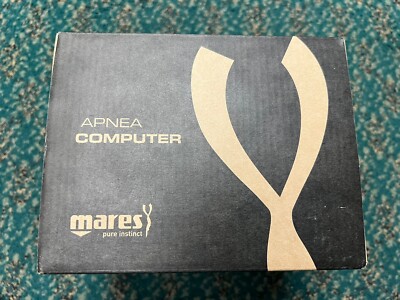 APNEA
COMPUTER
mares
pure instinct